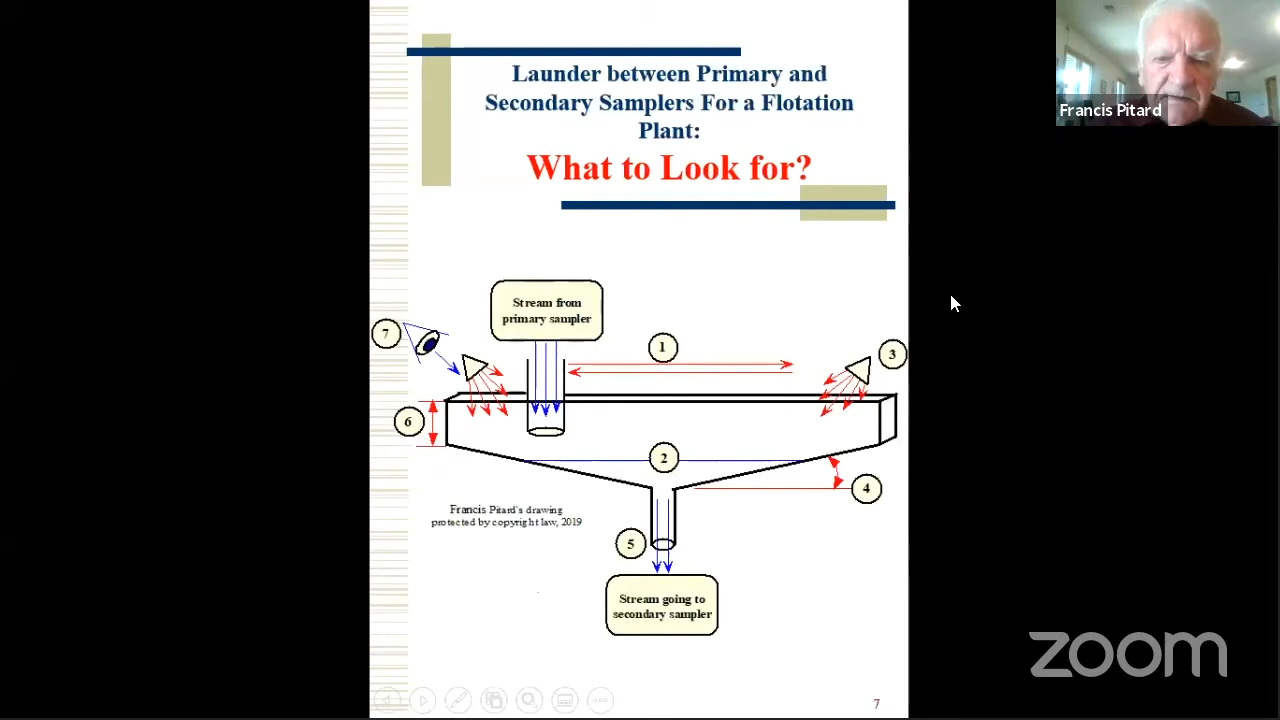 Launder between Primary and
Secondary Samplers For a Flotation
Plant:
What to Look for?
Francis Pitard
Stream from
primary sampler
7
1
3
6
2
4
Francis Pitard's drawing
protected by copyright law, 2019
5
Stream going to
secondary sampler
zoom
7